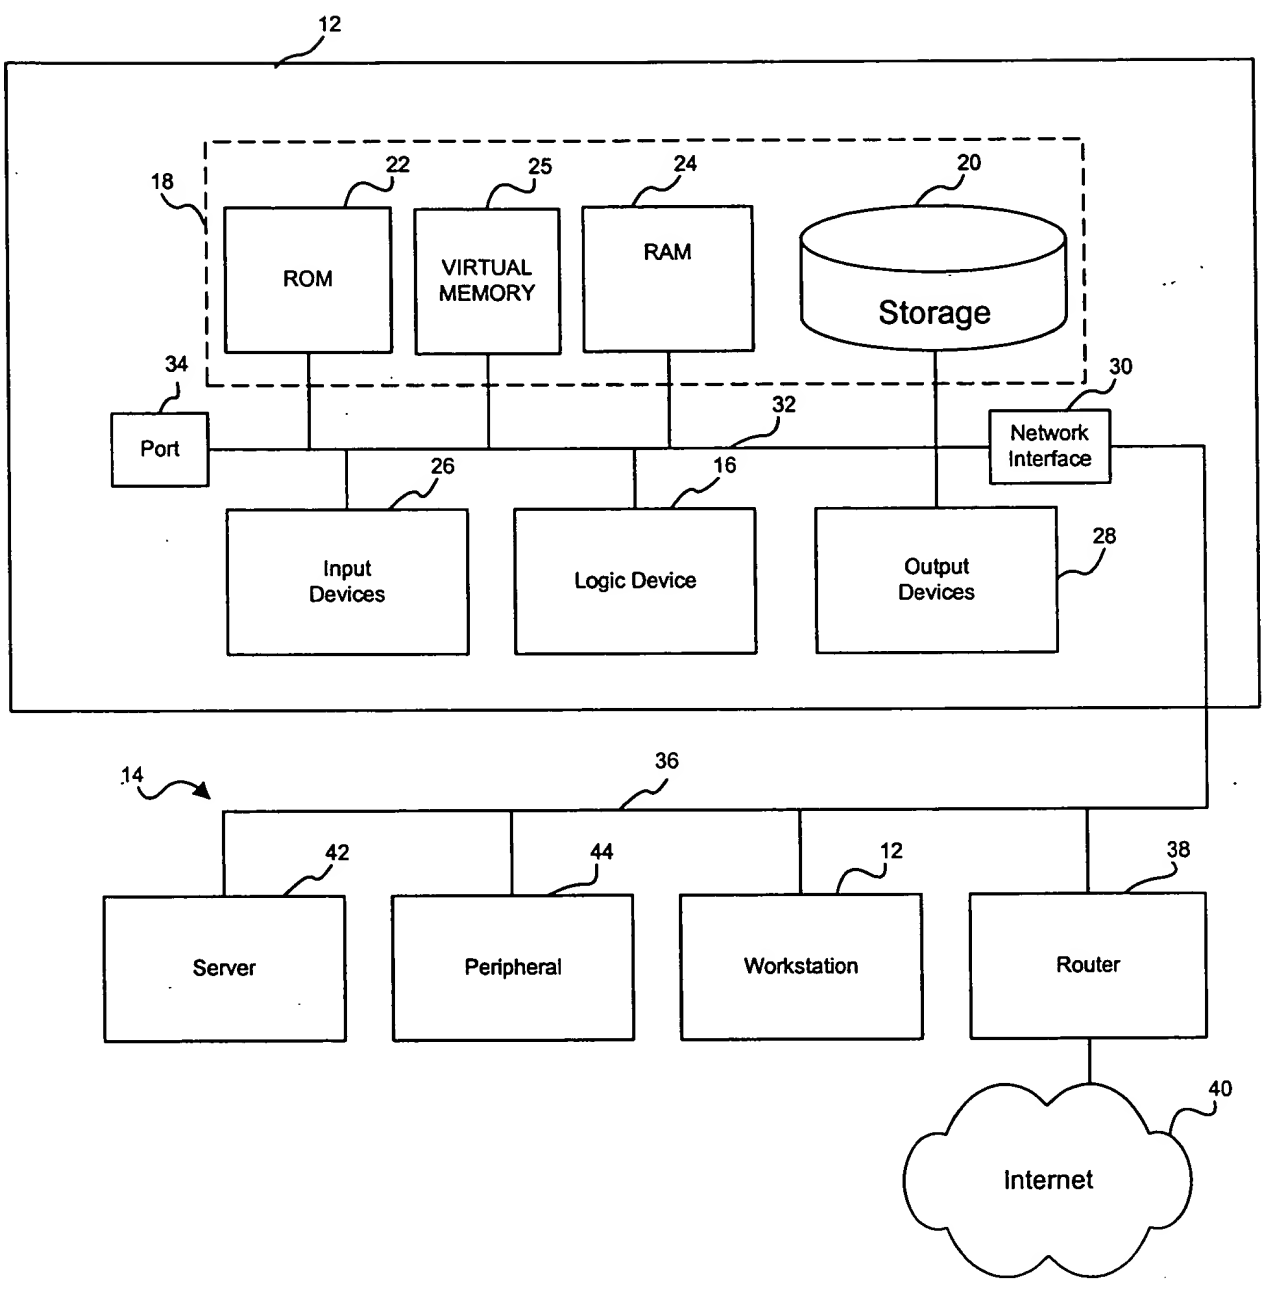 12
18
22
25
24
20
ROM
VIRTUAL
MEMORY
RAM
Storage
34
Port
32
30
Network
Interface
26
16
28
Input
Devices
Logic Device
Output
Devices
14
36
42
44
12
38
Server
Peripheral
Workstation
Router
40
Internet